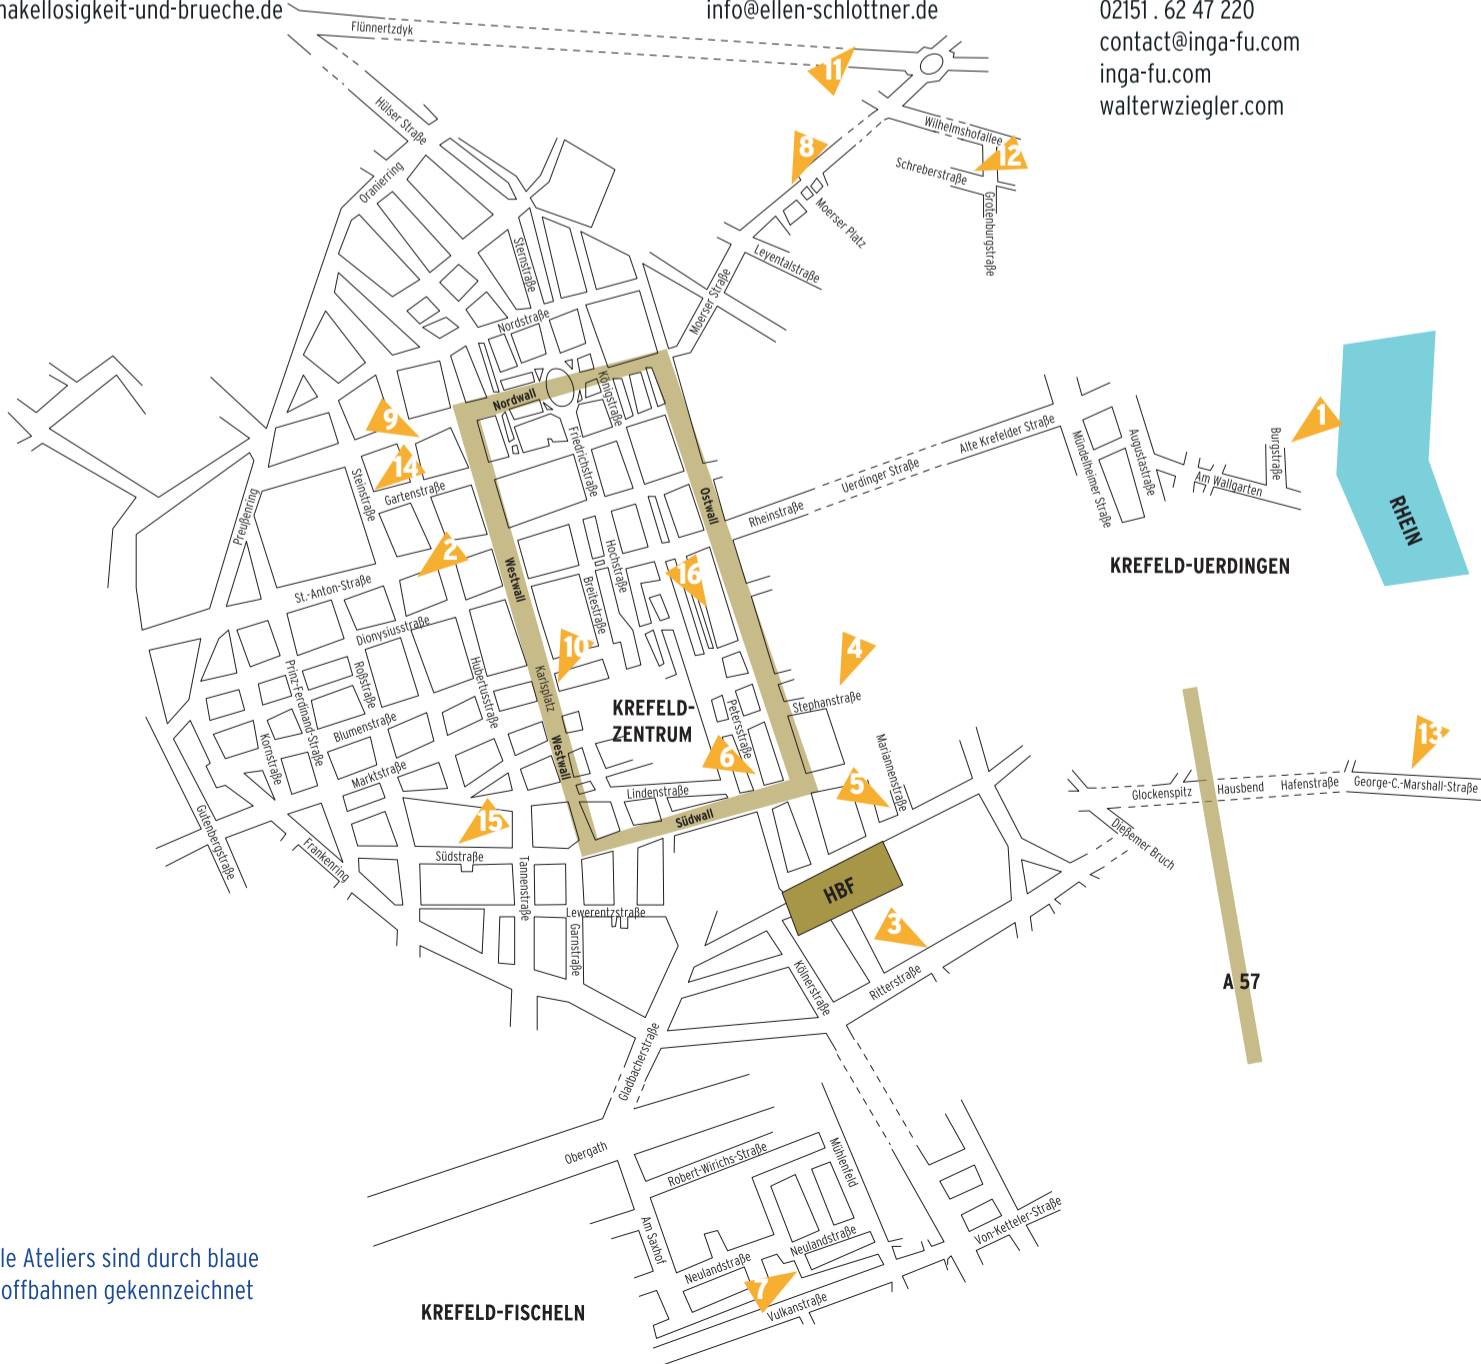 makellosigkeit-und-brueche.de
info@ellen-schlottner.de
02151 . 62 47 220
contact@inga-fu.com
inga-fu.com
walterwziegler.com
Flünnertzdyk
11
Hülser Straße
Wilhelmshofallee
8
12
Schreberstraße
Oranierring
Grotenburgstraße
Moerser Platz
Sternstraße
Leyentalstraße
Moerser Straße
Nordstraße
Nordwall
Königstraße
9
1
Alte Krefelder Straße
Friedrichstraße
Mündelheimer Straße
Augustastraße
Burgstraße
14
Steinstraße
Gartenstraße
Uerdinger Straße
Am Wallgarten
Preußenring
Ostwall
Rheinstraße
RHEIN
2
Hochstraße
KREFELD-UERDINGEN
Westwall
16
St.-Anton-Straße
Breitestraße
Dionysiusstraße
10
4
Prinz-Ferdinand-Straße
Roßstraße
Hubertusstraße
Karlsplatz
KREFELD-
ZENTRUM
Stephanstraße
Petersstraße
Blumenstraße
Kornstraße
Westwall
6
Mariannenstraße
13
Marktstraße
5
Lindenstraße
Glockenspitz
Hausbend
Hafenstraße
George-C.-Marshall-Straße
Südwall
15
Gutenbergstraße
Frankenring
Südstraße
Dießemer Bruch
Tannenstraße
HBF
Lewerentzstraße
3
Garnstraße
Kölnerstraße
Ritterstraße
A 57
Gladbacherstraße
Obergath
Robert-Wirichs-Straße
Mühlenfeld
Am Saxhof
Von-Ketteler-Straße
Neulandstraße
Neulandstraße
7
Vulkanstraße
KREFELD-FISCHELN
le Ateliers sind durch blaue
offbahnen gekennzeichnet